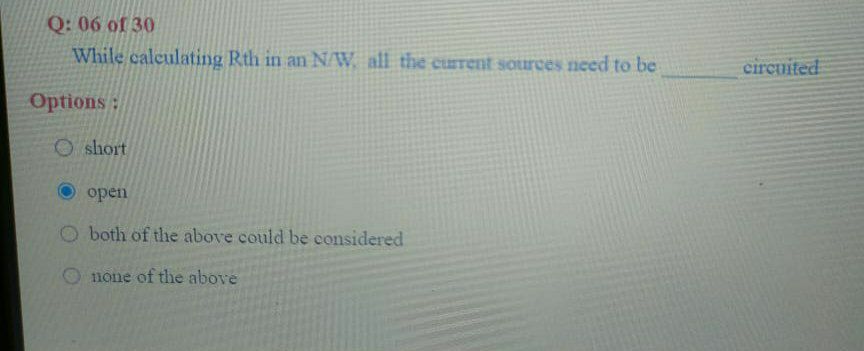 Q: 06 of 30
While calculating Rth in an N/W, all the current sources need to be ________ circuited
Options :
short
open
both of the above could be considered
none of the above